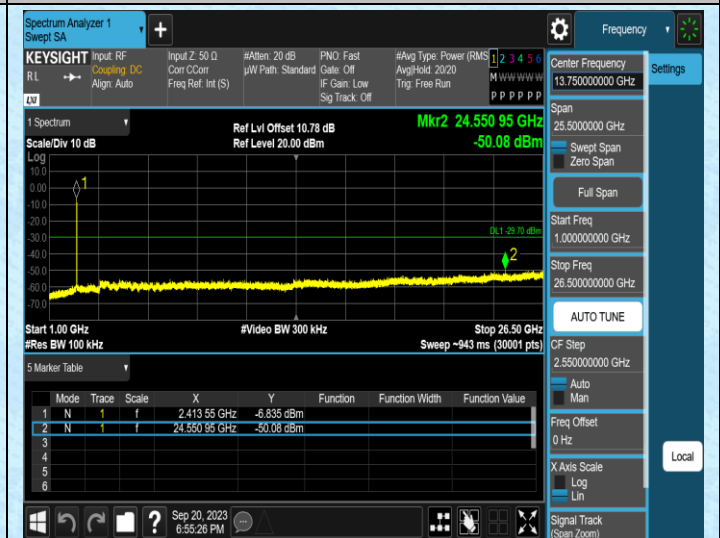 Spectrum Analyzer 1
Swept SA
Frequency
KEYSIGHT
RL
LXI
Input: RF
Coupling: DC
Align: Auto
Input Z: 50 Ω
Corr CCorr
Freq Ref: Int (S)
#Atten: 20 dB
µW Path: Standard
PNO: Fast
Gate: Off
IF Gain: Low
Sig Track: Off
#Avg Type: Power (RMS
Avg|Hold: 20/20
Trig: Free Run
1 2 3 4 5 6
M W W W W W
P P P P P P
Center Frequency
13.750000000 GHz
Settings
Span
25.5000000 GHz
Swept Span
Zero Span
Full Span
Start Freq
1.000000000 GHz
Stop Freq
26.500000000 GHz
AUTO TUNE
CF Step
2.550000000 GHz
Auto
Man
Freq Offset
0 Hz
X Axis Scale
Log
Lin
Signal Track
(Span Zoom)
Local
1 Spectrum
Scale/Div 10 dB
Ref Lvl Offset 10.78 dB
Ref Level 20.00 dBm
Mkr2 24.550 95 GHz
-50.08 dBm
Log
10.0
0.00
-10.0
-20.0
-30.0
-40.0
-50.0
-60.0
-70.0
1
DL1 -29.70 dBm
2
Start 1.00 GHz
#Video BW 300 kHz
Stop 26.50 GHz
#Res BW 100 kHz
Sweep ~943 ms (30001 pts)
5 Marker Table
Mode Trace Scale X Y Function Function Width Function Value
1 N 1 f 2.413 55 GHz -6.835 dBm
2 N 1 f 24.550 95 GHz -50.08 dBm
3
4
5
6
?
Sep 20, 2023
6:55:26 PM